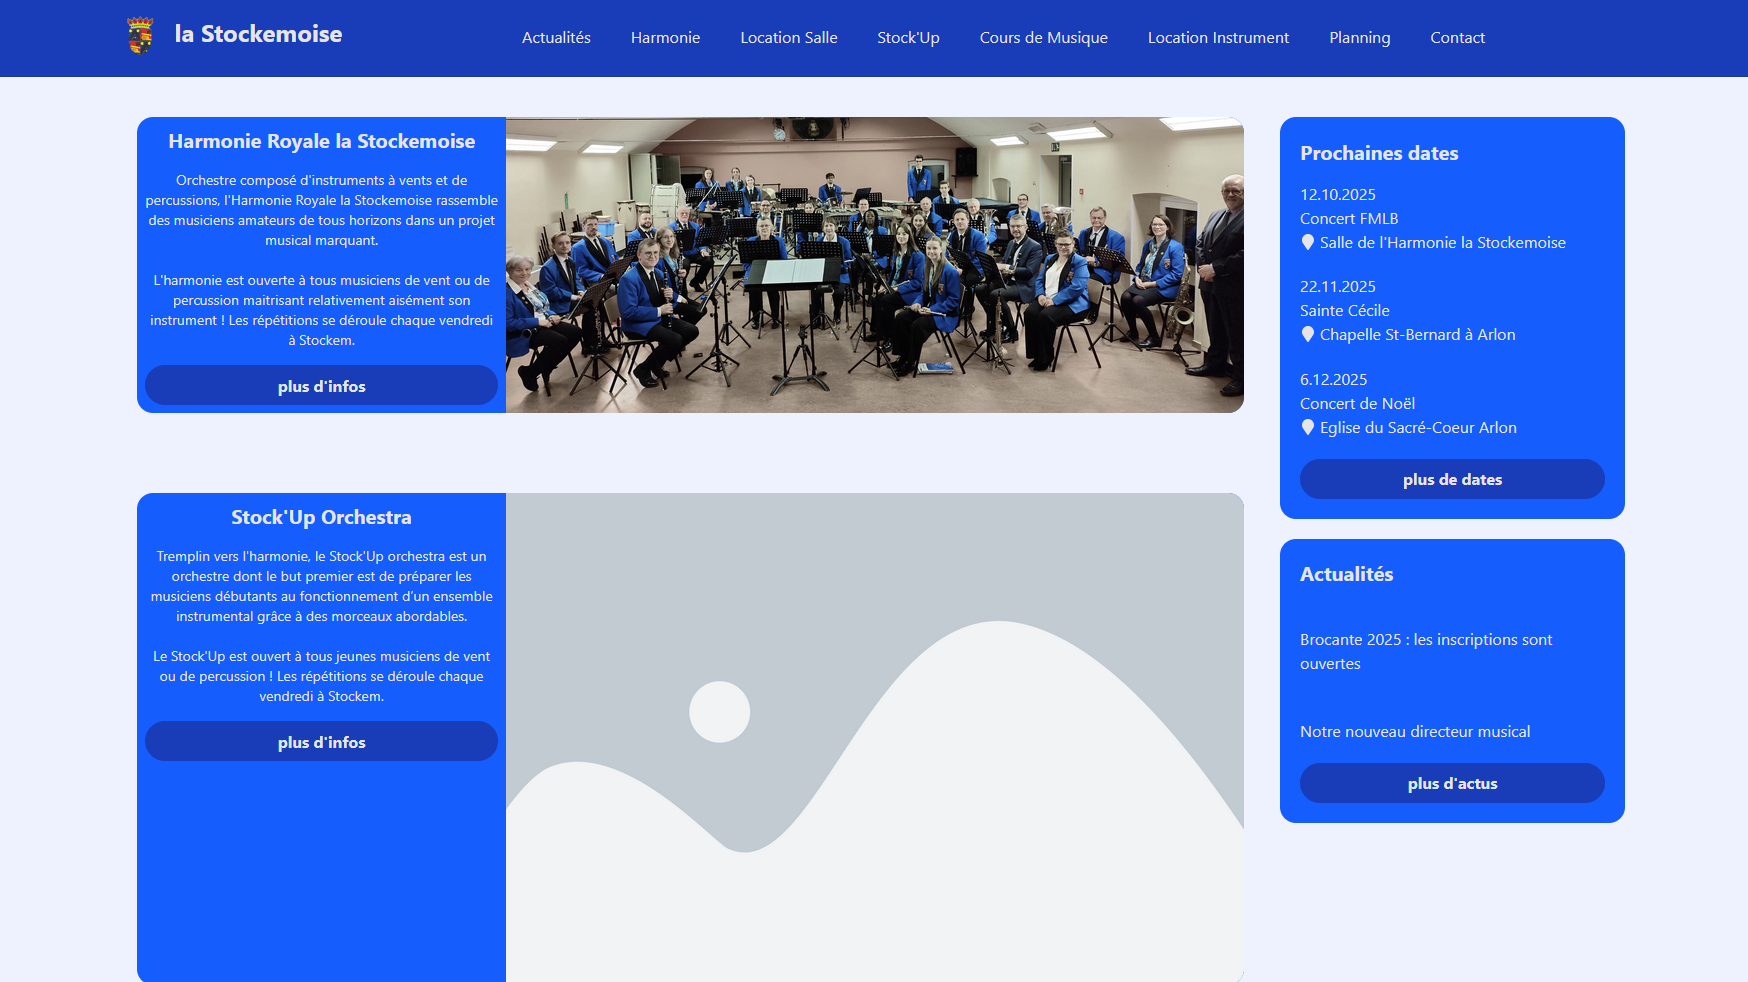 la Stockemoise
Actualités
Harmonie
Location Salle
Stock'Up
Cours de Musique
Location Instrument
Planning
Contact
Harmonie Royale la Stockemoise
Orchestre composé d'instruments à vents et de
percussions, l'Harmonie Royale la Stockemoise rassemble
des musiciens amateurs de tous horizons dans un projet
musical marquant.
L'harmonie est ouverte à tous musiciens de vent ou de
percussion maitrisant relativement aisément son
instrument ! Les répétitions se déroule chaque vendredi
à Stockem.
plus d'infos
Stock'Up Orchestra
Tremplin vers l'harmonie, le Stock'Up orchestra est un
orchestre dont le but premier est de préparer les
musiciens débutants au fonctionnement d’un ensemble
instrumental grâce à des morceaux abordables.
Le Stock'Up est ouvert à tous jeunes musiciens de vent
ou de percussion ! Les répétitions se déroule chaque
vendredi à Stockem.
plus d'infos
Prochaines dates
12.10.2025
Concert FMLB
Salle de l'Harmonie la Stockemoise
22.11.2025
Sainte Cécile
Chapelle St-Bernard à Arlon
6.12.2025
Concert de Noël
Eglise du Sacré-Coeur Arlon
plus de dates
Actualités
Brocante 2025 : les inscriptions sont
ouvertes
Notre nouveau directeur musical
plus d'actus